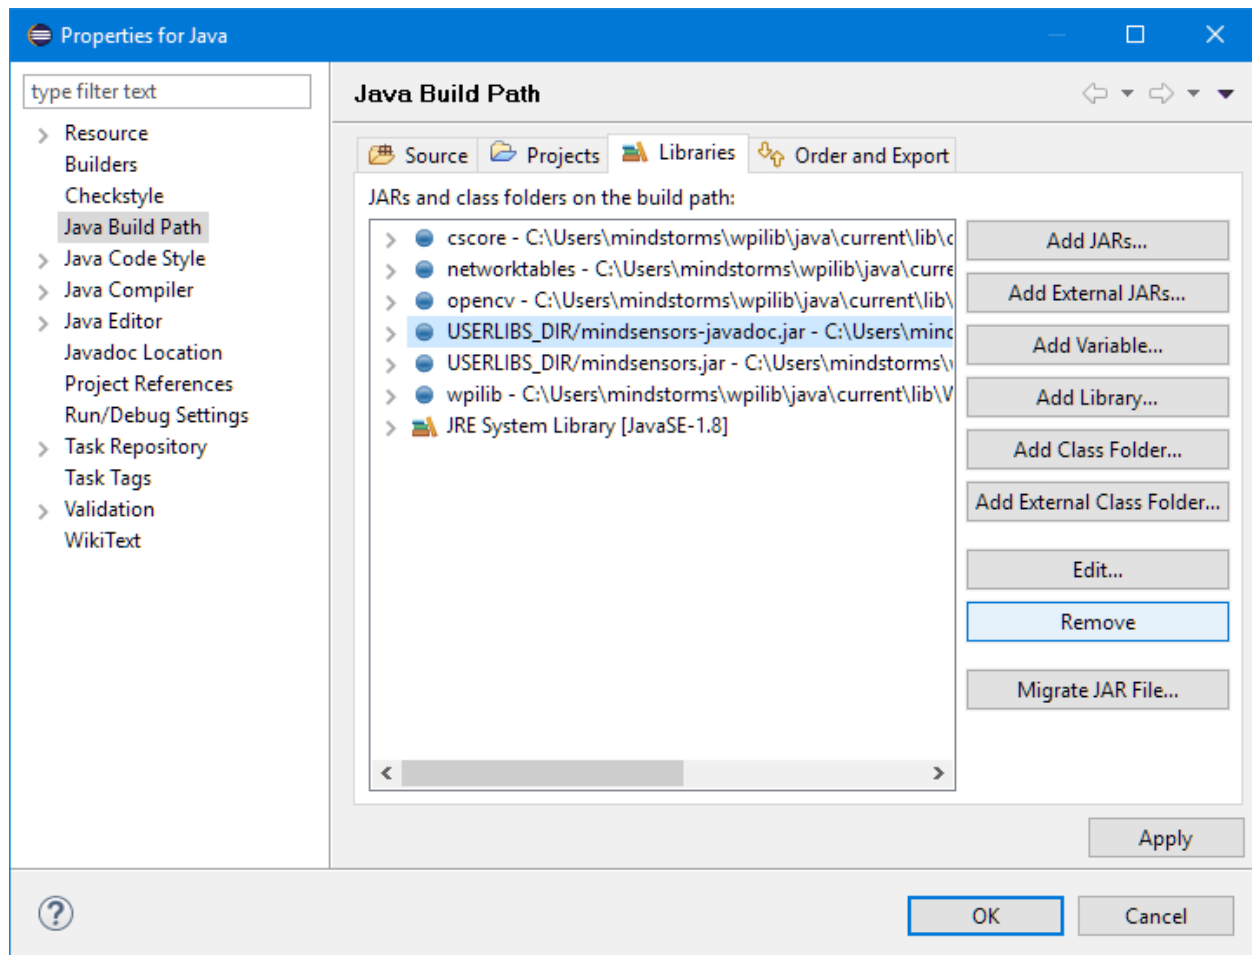 Properties for Java
type filter text
Resource
Builders
Checkstyle
Java Build Path
Java Code Style
Java Compiler
Java Editor
Javadoc Location
Project References
Run/Debug Settings
Task Repository
Task Tags
Validation
WikiText
Java Build Path
Source Projects Libraries Order and Export
JARs and class folders on the build path:
cscore - C:\Users\mindstorms\wpilib\java\current\lib\c
networktables - C:\Users\mindstorms\wpilib\java\curre
opencv - C:\Users\mindstorms\wpilib\java\current\lib\
USERLIBS_DIR/mindsensors-javadoc.jar - C:\Users\mind
USERLIBS_DIR/mindsensors.jar - C:\Users\mindstorms\
wpilib - C:\Users\mindstorms\wpilib\java\current\lib\
JRE System Library [JavaSE-1.8]
Add JARs...
Add External JARs...
Add Variable...
Add Library...
Add Class Folder...
Add External Class Folder...
Edit...
Remove
Migrate JAR File...
Apply
?
OK Cancel